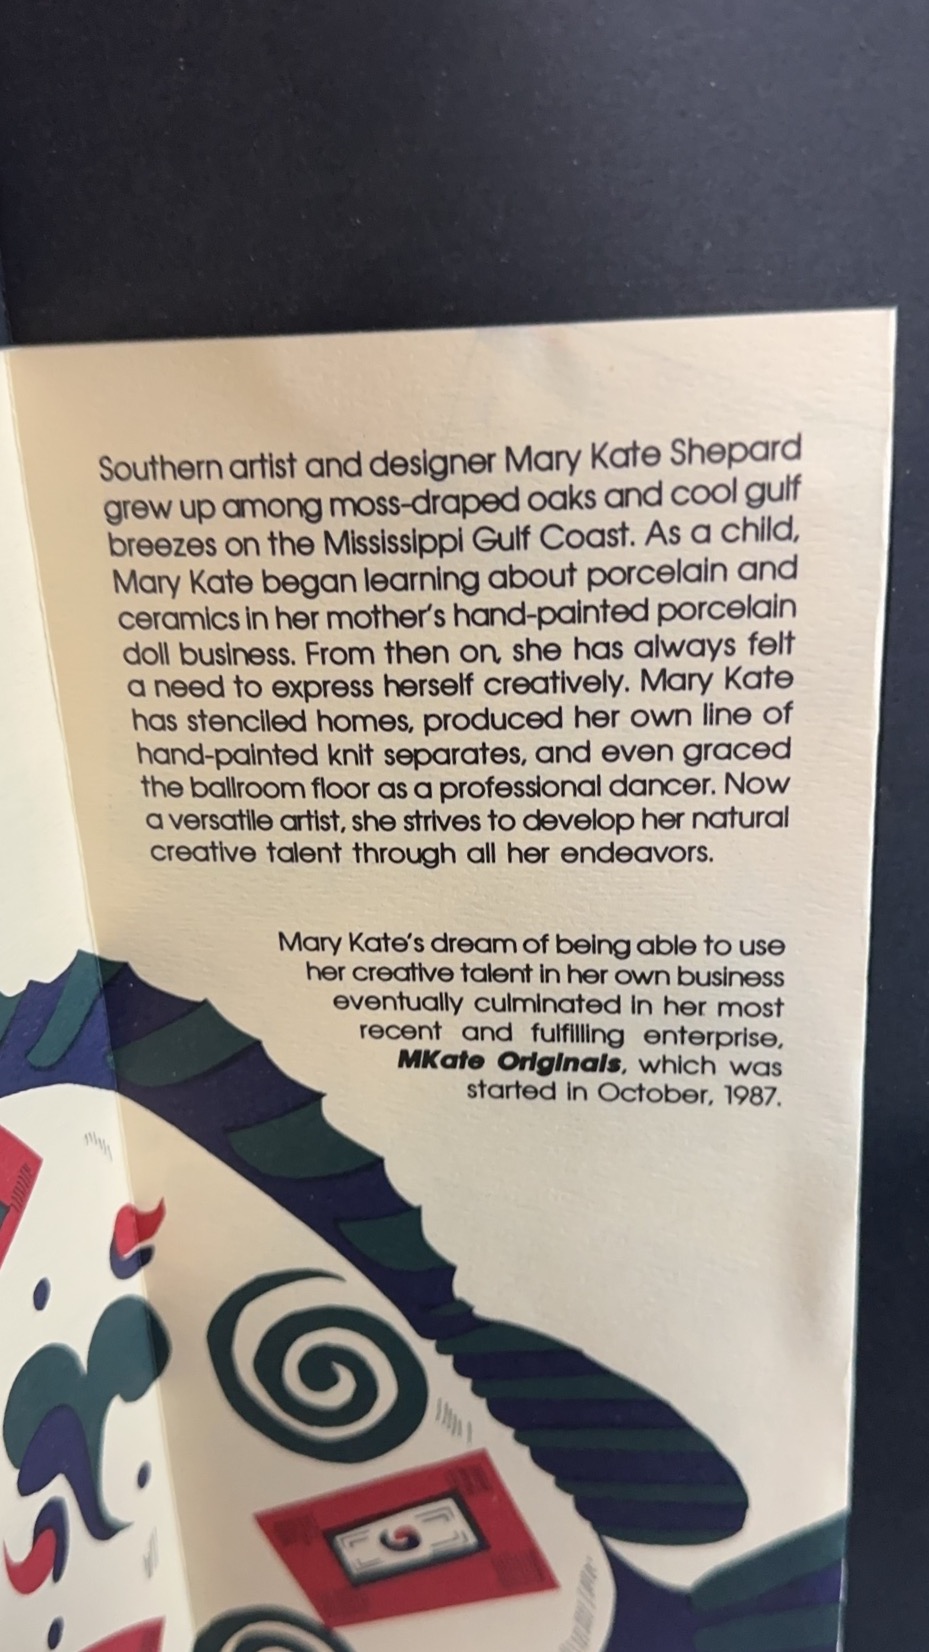 Southern artist and designer Mary Kate Shepard
grew up among moss-draped oaks and cool gulf
breezes on the Mississippi Gulf Coast. As a child,
Mary Kate began learning about porcelain and
ceramics in her mother's hand-painted porcelain
doll business. From then on, she has always felt
a need to express herself creatively. Mary Kate
has stenciled homes, produced her own line of
hand-painted knit separates, and even graced
the ballroom floor as a professional dancer. Now
a versatile artist, she strives to develop her natural
creative talent through all her endeavors.
Mary Kate's dream of being able to use
her creative talent in her own business
eventually culminated in her most
recent and fulfilling enterprise,
MKate Originals, which was
started in October, 1987.